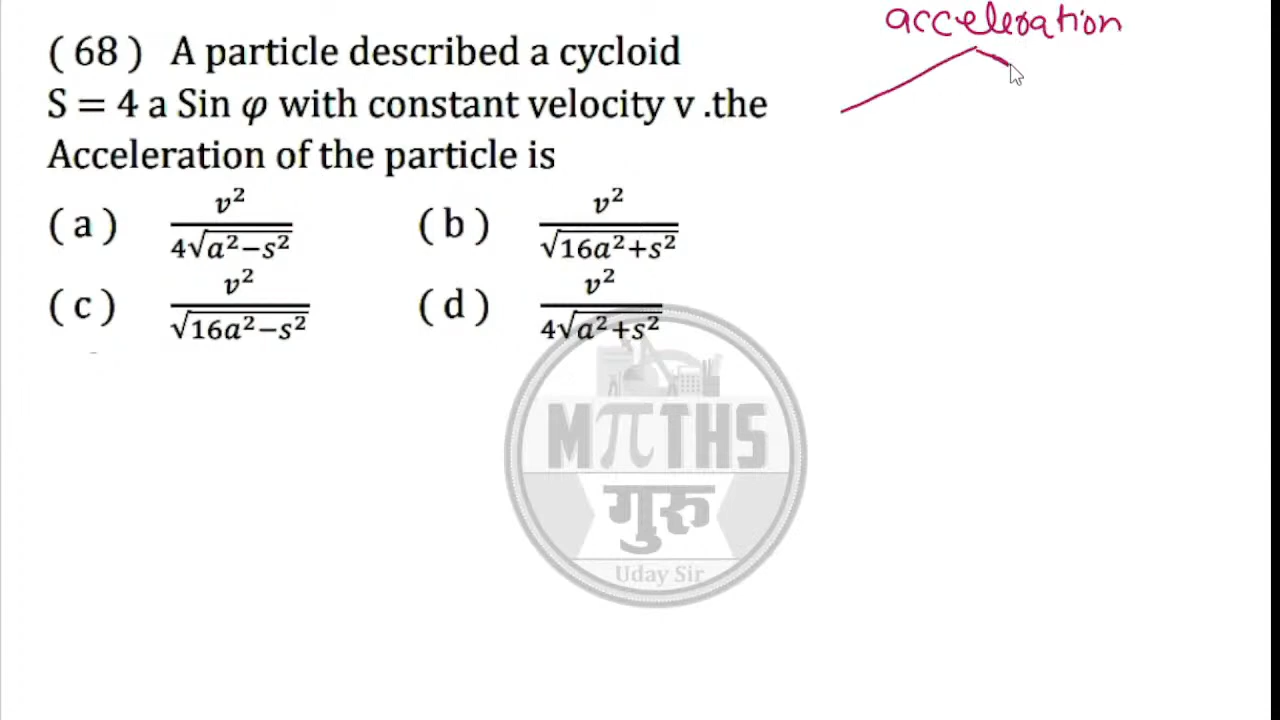 acceleration
( 68 ) A particle described a cycloid
S = 4 a Sin φ with constant velocity v .the
Acceleration of the particle is
( a ) v²/4√a²−s² ( b ) v²/√16a²+s²
( c ) v²/√16a²−s² ( d ) v²/4√a²+s²
MπTHS
गुरु
Uday Sir